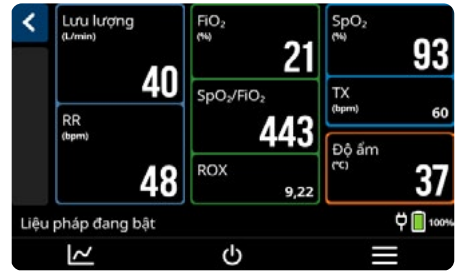 Lưu lượng
(L/min)
40
RR
(bpm)
48
FiO₂
(%)
21
SpO₂/FiO₂
443
ROX
9,22
SpO₂
(%)
93
TX
(bpm)
60
Độ ẩm
(°C)
37
Liệu pháp đang bật
100%